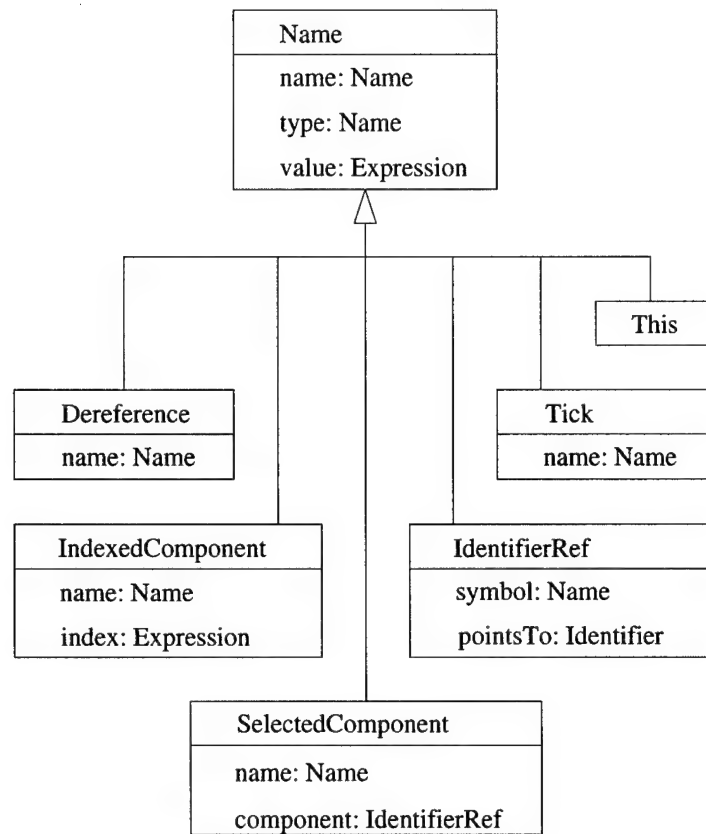 Name
name: Name
type: Name
value: Expression
This
Dereference
name: Name
Tick
name: Name
IndexedComponent
name: Name
index: Expression
IdentifierRef
symbol: Name
pointsTo: Identifier
SelectedComponent
name: Name
component: IdentifierRef